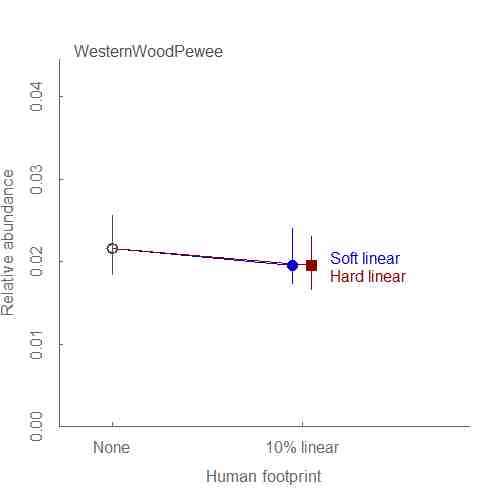 WesternWoodPewee
Relative abundance
0.04
0.03
0.02
0.01
0.00
Soft linear
Hard linear
None
10% linear
Human footprint